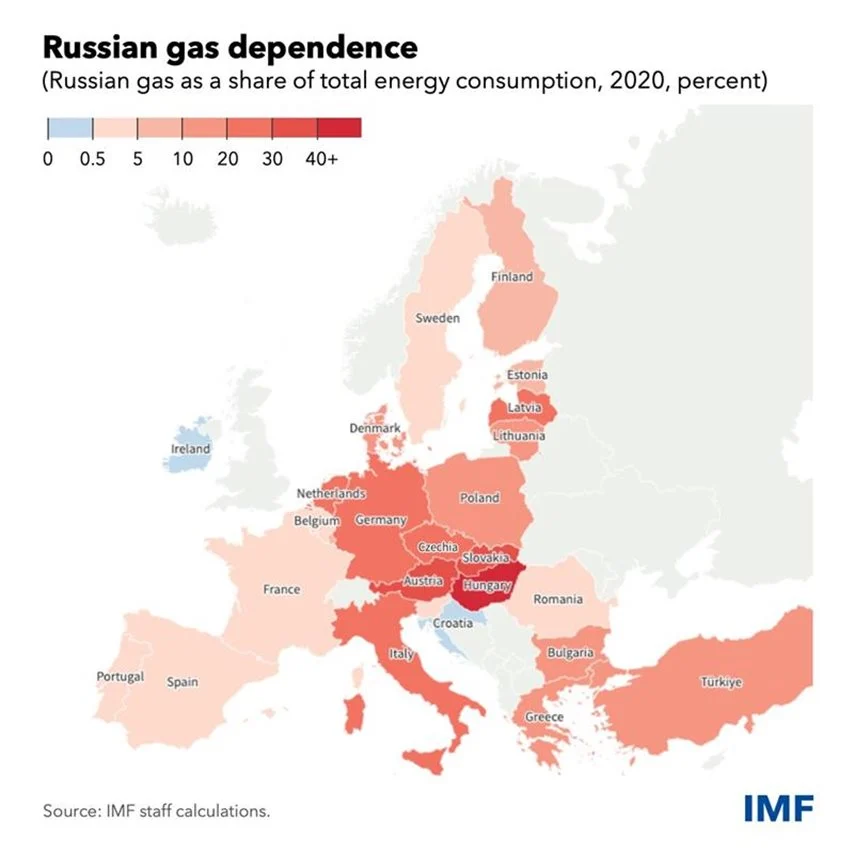 Russian gas dependence
(Russian gas as a share of total energy consumption, 2020, percent)
0 0.5 5 10 20 30 40+
Finland
Sweden
Estonia
Latvia
Denmark
Lithuania
Ireland
Netherlands
Poland
Belgium
Germany
Czechia
Slovakia
Austria
Hungary
France
Romania
Croatia
Italy
Bulgaria
Portugal
Spain
Türkiye
Greece
Source: IMF staff calculations.
IMF